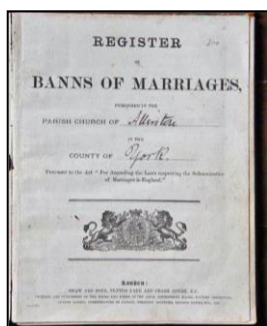 REGISTER
OF
BANNS OF MARRIAGES,
PUBLISHED IN THE
PARISH CHURCH OF
IN THE
COUNTY OF York.
Pursuant to the Act "For Amending the Laws respecting the Solemnization
of Marriages in England."
London:
SHAW AND SONS, FETTER LANE AND CRANE COURT, E.C.